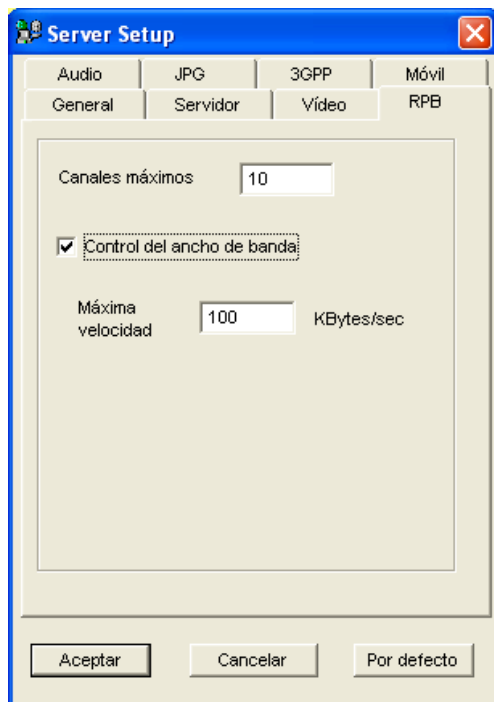 Server Setup
Audio JPG 3GPP Móvil
General Servidor Vídeo RPB
Canales máximos 10
Control del ancho de banda
Máxima
velocidad 100 KBytes/sec
Aceptar Cancelar Por defecto